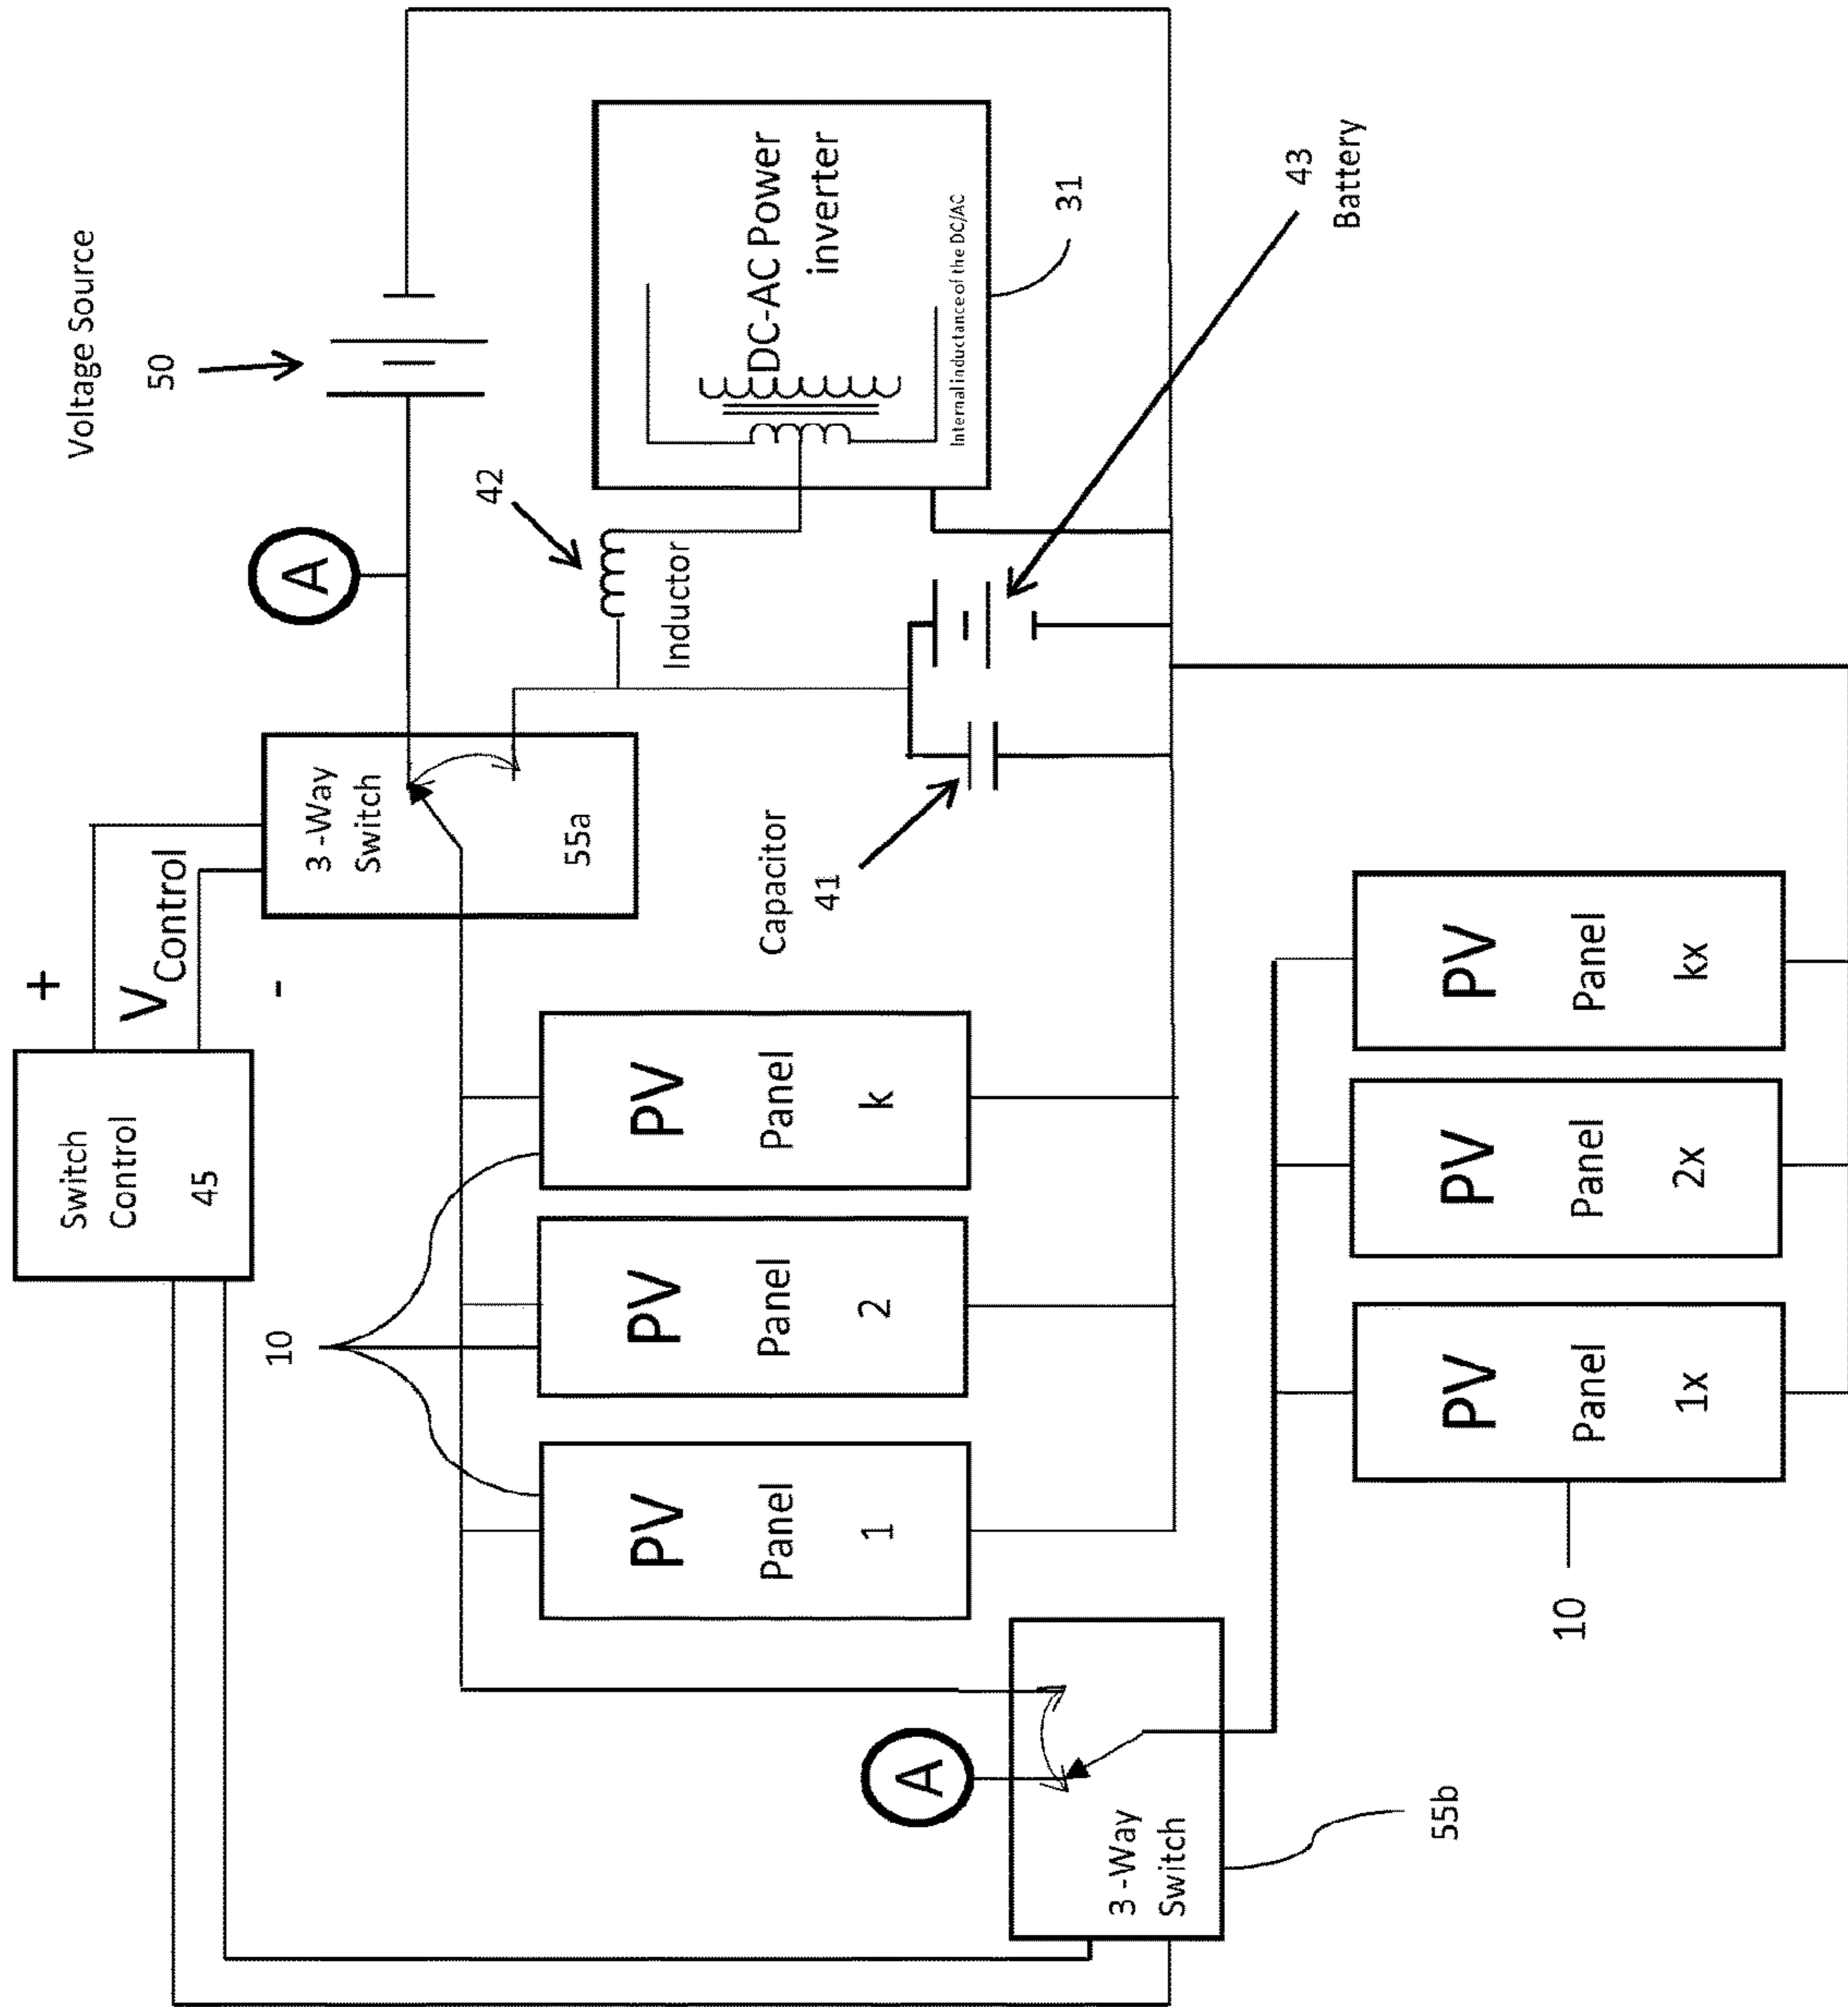 Switch
Control
45
+
V Control
-
3-Way
Switch
55a
A
Voltage Source
50
10
PV
Panel
1
PV
Panel
2
PV
Panel
k
Capacitor
41
Inductor
42
DC-AC Power
inverter
Internal inductance of the DC/AC
31
43
Battery
A
3-Way
Switch
55b
10
PV
Panel
1x
PV
Panel
2x
PV
Panel
kx